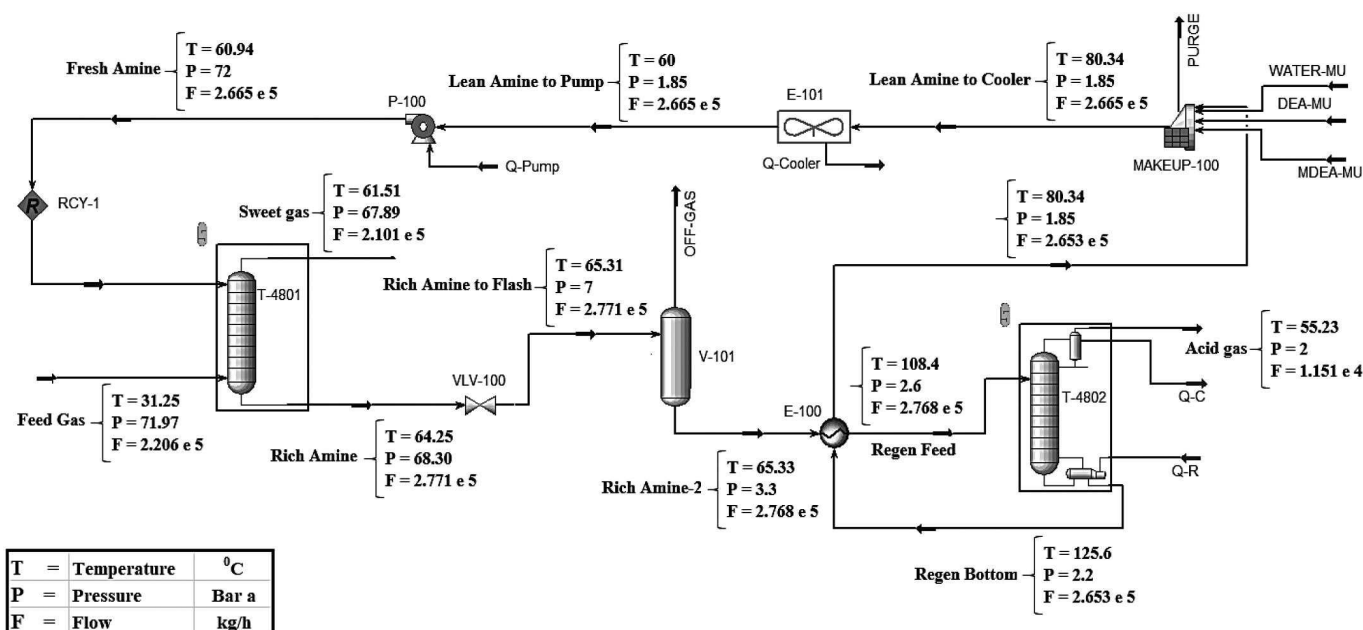 Fresh Amine
T = 60.94
P = 72
F = 2.665 e 5
P-100
Q-Pump
Lean Amine to Pump
T = 60
P = 1.85
F = 2.665 e 5
E-101
Q-Cooler
Lean Amine to Cooler
T = 80.34
P = 1.85
F = 2.665 e 5
PURGE
WATER-MU
DEA-MU
MDEA-MU
MAKEUP-100
R
RCY-1
Sweet gas
T = 61.51
P = 67.89
F = 2.101 e 5
T-4801
Feed Gas
T = 31.25
P = 71.97
F = 2.206 e 5
Rich Amine
T = 64.25
P = 68.30
F = 2.771 e 5
VLV-100
Rich Amine to Flash
T = 65.31
P = 7
F = 2.771 e 5
OFF-GAS
V-101
T = 80.34
P = 1.85
F = 2.653 e 5
T = 108.4
P = 2.6
F = 2.768 e 5
E-100
Regen Feed
Rich Amine-2
T = 65.33
P = 3.3
F = 2.768 e 5
T-4802
Acid gas
T = 55.23
P = 2
F = 1.151 e 4
Q-C
Q-R
Regen Bottom
T = 125.6
P = 2.2
F = 2.653 e 5
T = Temperature ⁰C
P = Pressure Bar a
F = Flow kg/h